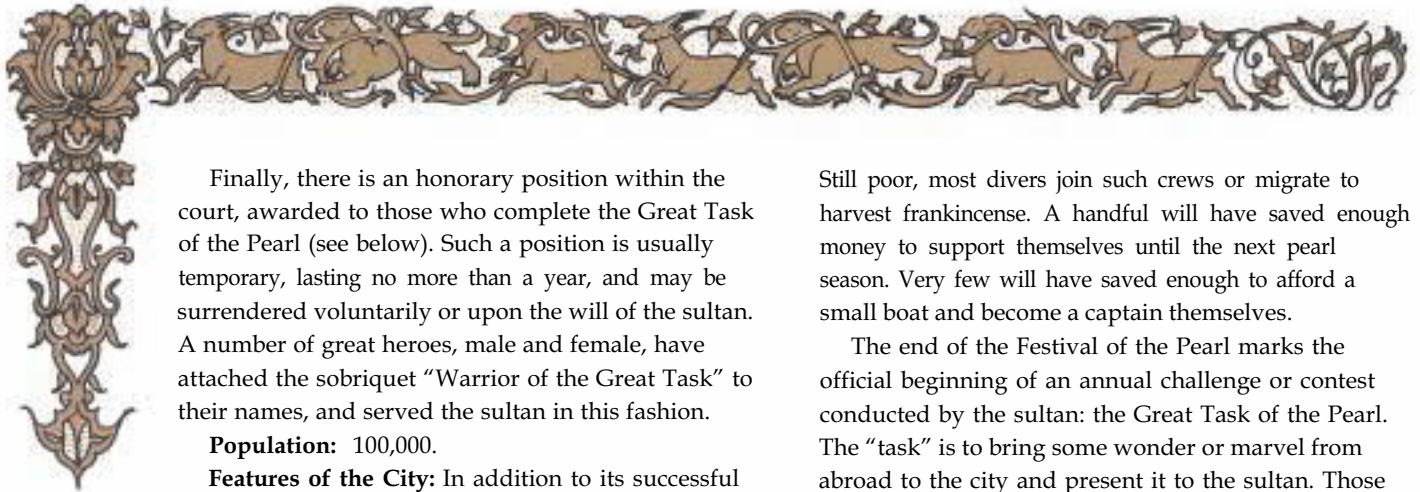 Finally, there is an honorary position within the
court, awarded to those who complete the Great Task
of the Pearl (see below). Such a position is usually
temporary, lasting no more than a year, and may be
surrendered voluntarily or upon the will of the sultan.
A number of great heroes, male and female, have
attached the sobriquet “Warrior of the Great Task” to
their names, and served the sultan in this fashion.
Population: 100,000.
Features of the City: In addition to its successful
Still poor, most divers join such crews or migrate to
harvest frankincense. A handful will have saved enough
money to support themselves until the next pearl
season. Very few will have saved enough to afford a
small boat and become a captain themselves.
The end of the Festival of the Pearl marks the
official beginning of an annual challenge or contest
conducted by the sultan: the Great Task of the Pearl.
The “task” is to bring some wonder or marvel from
abroad to the city and present it to the sultan. Those